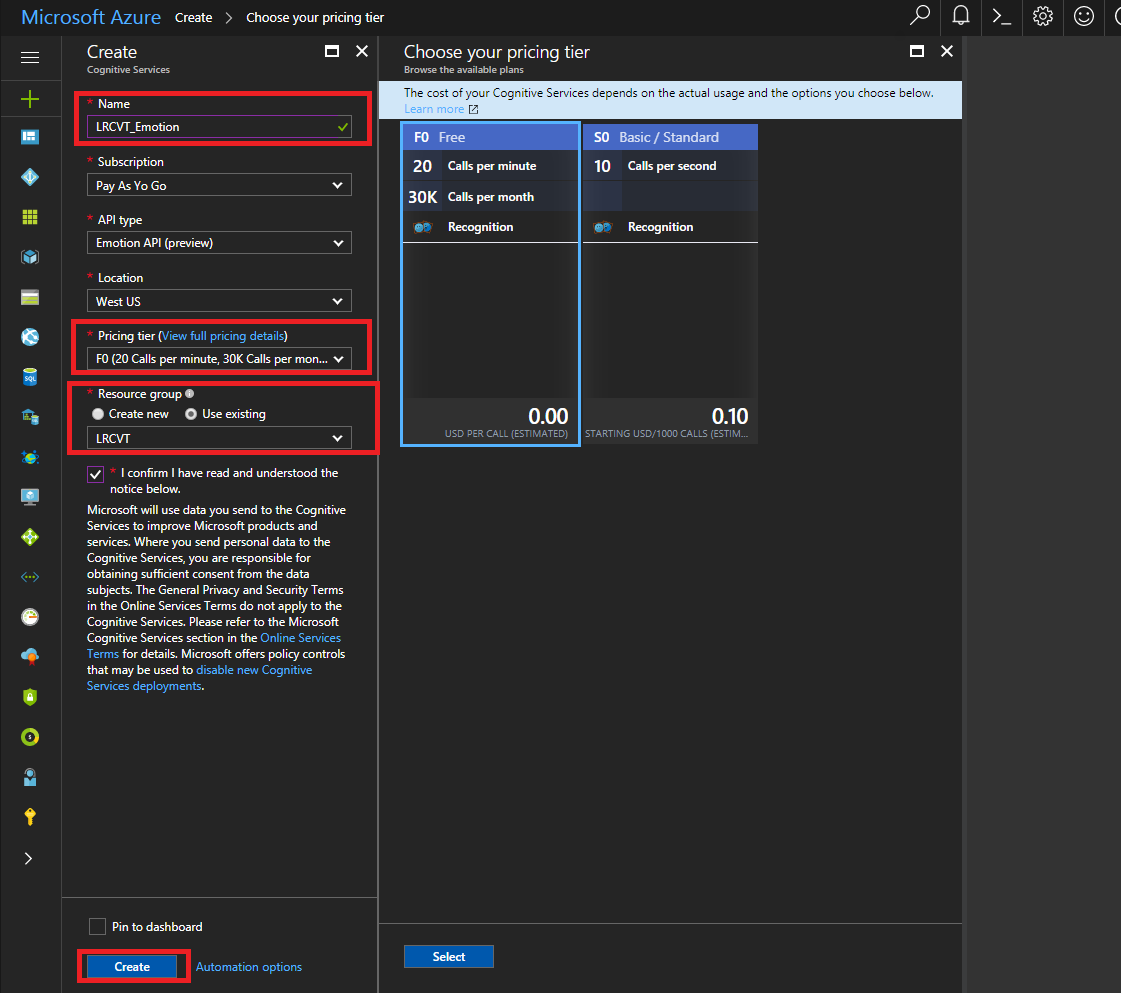 Microsoft Azure Create > Choose your pricing tier
Create
Cognitive Services
* Name
LRCVT_Emotion
* Subscription
Pay As Yo Go
* API type
Emotion API (preview)
* Location
West US
* Pricing tier (View full pricing details)
F0 (20 Calls per minute, 30K Calls per mon...
* Resource group
Create new Use existing
LRCVT
* I confirm I have read and understood the
notice below.
Microsoft will use data you send to the Cognitive
Services to improve Microsoft products and
services. Where you send personal data to the
Cognitive Services, you are responsible for
obtaining sufficient consent from the data
subjects. The General Privacy and Security Terms
in the Online Services Terms do not apply to the
Cognitive Services. Please refer to the Microsoft
Cognitive Services section in the Online Services
Terms for details. Microsoft offers policy controls
that may be used to disable new Cognitive
Services deployments.
Pin to dashboard
Create Automation options
Choose your pricing tier
Browse the available plans
The cost of your Cognitive Services depends on the actual usage and the options you choose below.
Learn more
F0 Free
20 Calls per minute
30K Calls per month
Recognition
0.00
USD PER CALL (ESTIMATED)
S0 Basic / Standard
10 Calls per second
Recognition
0.10
STARTING USD/1000 CALLS (ESTIM...
Select
SQL